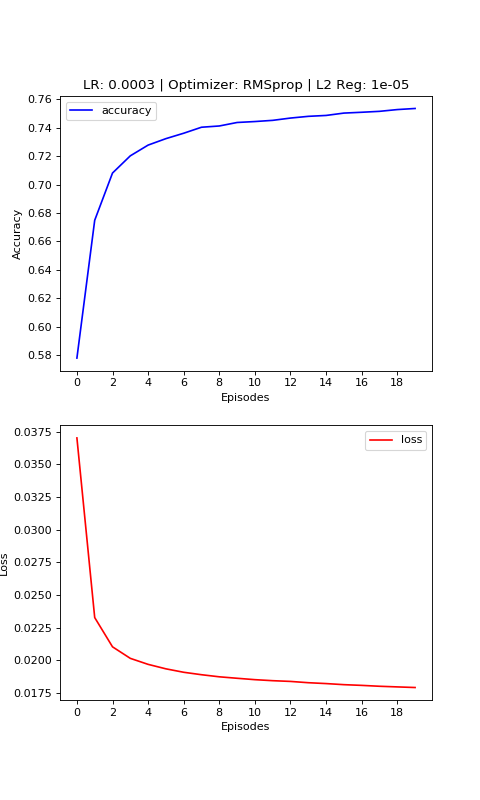 LR: 0.0003 | Optimizer: RMSprop | L2 Reg: 1e-05
accuracy
Accuracy
0.76
0.74
0.72
0.70
0.68
0.66
0.64
0.62
0.60
0.58
0 2 4 6 8 10 12 14 16 18
Episodes
loss
Loss
0.0375
0.0350
0.0325
0.0300
0.0275
0.0250
0.0225
0.0200
0.0175
0 2 4 6 8 10 12 14 16 18
Episodes